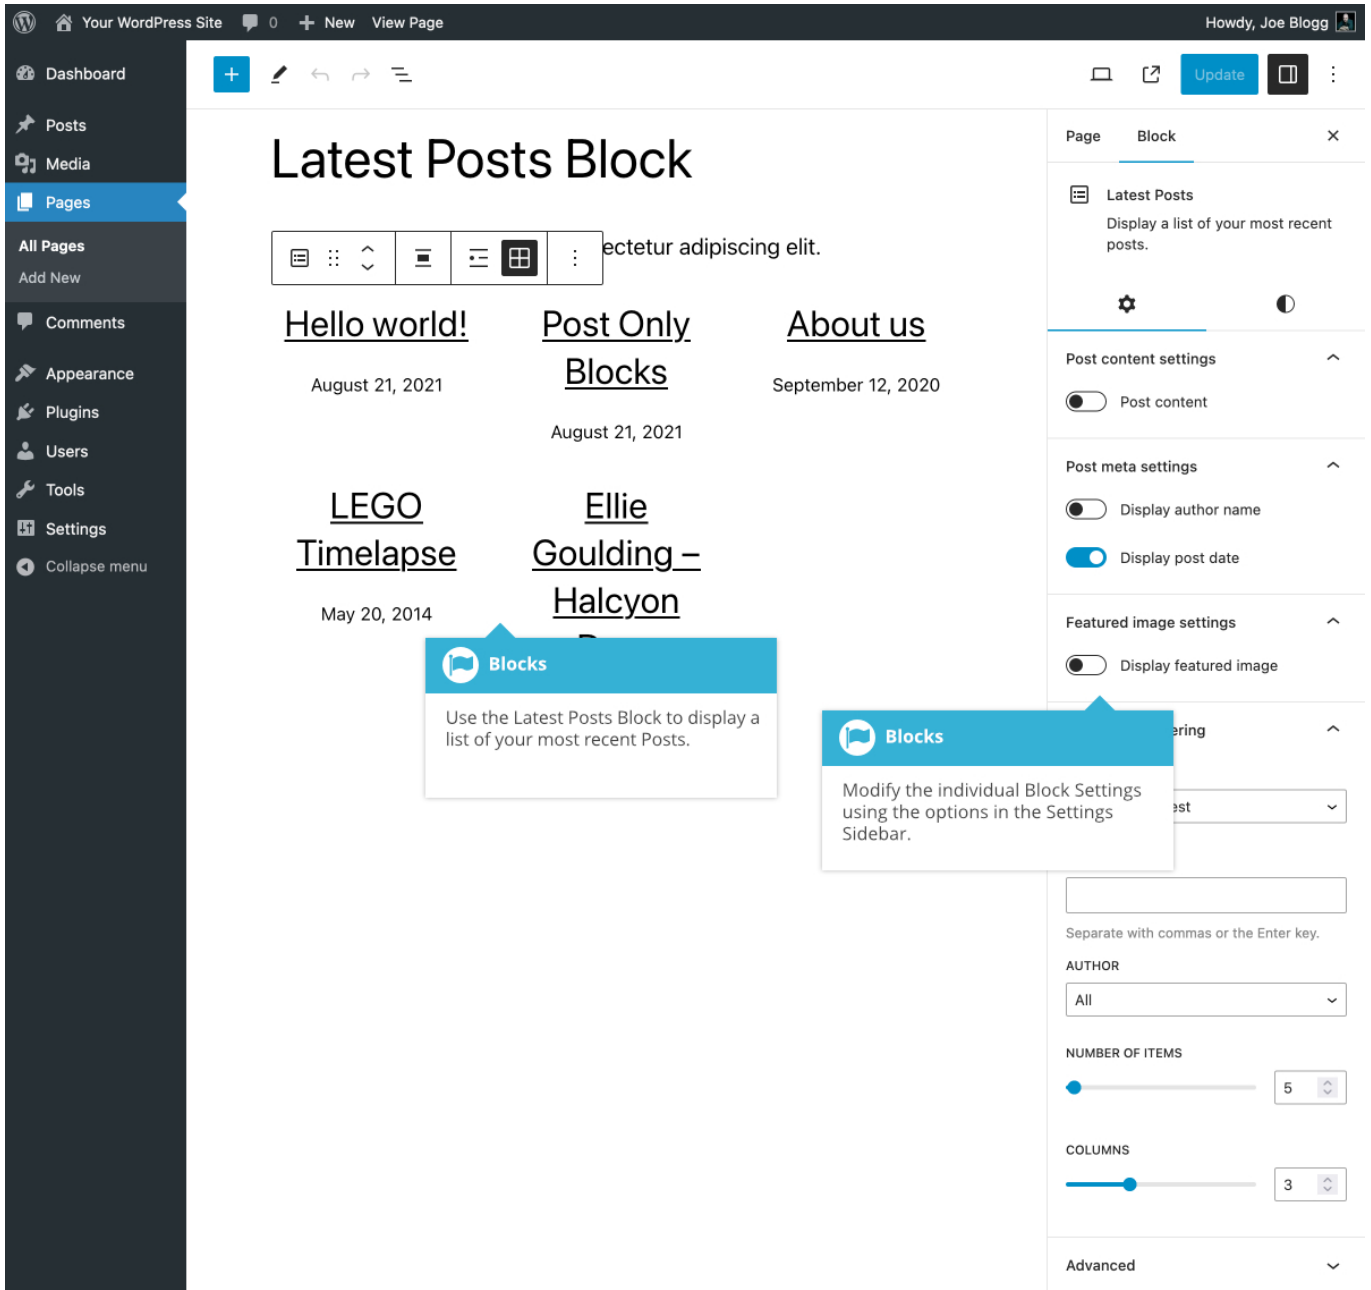 Your WordPress Site 0 New View Page Howdy, Joe Blogg
Dashboard
Update
Posts
Media
Pages
All Pages
Add New
Comments
Appearance
Plugins
Users
Tools
Settings
Collapse menu
Latest Posts Block
ectetur adipiscing elit.
Hello world!
August 21, 2021
Post Only
Blocks
August 21, 2021
About us
September 12, 2020
LEGO
Timelapse
May 20, 2014
Ellie
Goulding –
Halcyon
Blocks
Use the Latest Posts Block to display a
list of your most recent Posts.
Page Block
Latest Posts
Display a list of your most recent
posts.
Post content settings
Post content
Post meta settings
Display author name
Display post date
Featured image settings
Display featured image
Blocks
Modify the individual Block Settings
using the options in the Settings
Sidebar.
ering
est
Separate with commas or the Enter key.
AUTHOR
All
NUMBER OF ITEMS
5
COLUMNS
3
Advanced